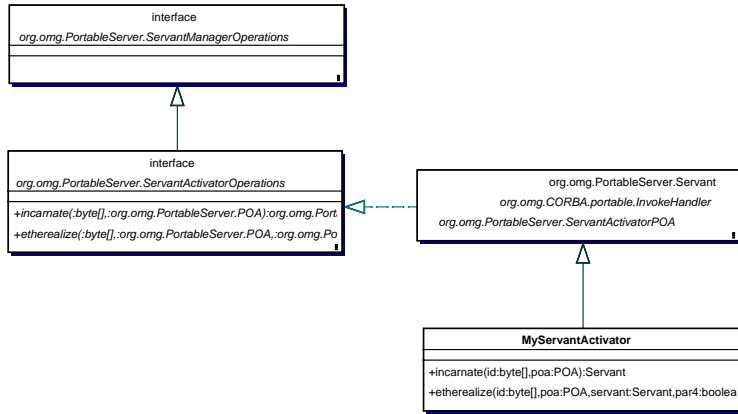 interface
org.omg.PortableServer.ServantManagerOperations
interface
org.omg.PortableServer.ServantActivatorOperations
+incarnate(:byte[],:org.omg.PortableServer.POA):org.omg.Port
+etherealize(:byte[],:org.omg.PortableServer.POA,:org.omg.Po
org.omg.PortableServer.Servant
org.omg.CORBA.portable.InvokeHandler
org.omg.PortableServer.ServantActivatorPOA
MyServantActivator
+incarnate(id:byte[],poa:POA):Servant
+etherealize(id:byte[],poa:POA,servant:Servant,par4:boolea